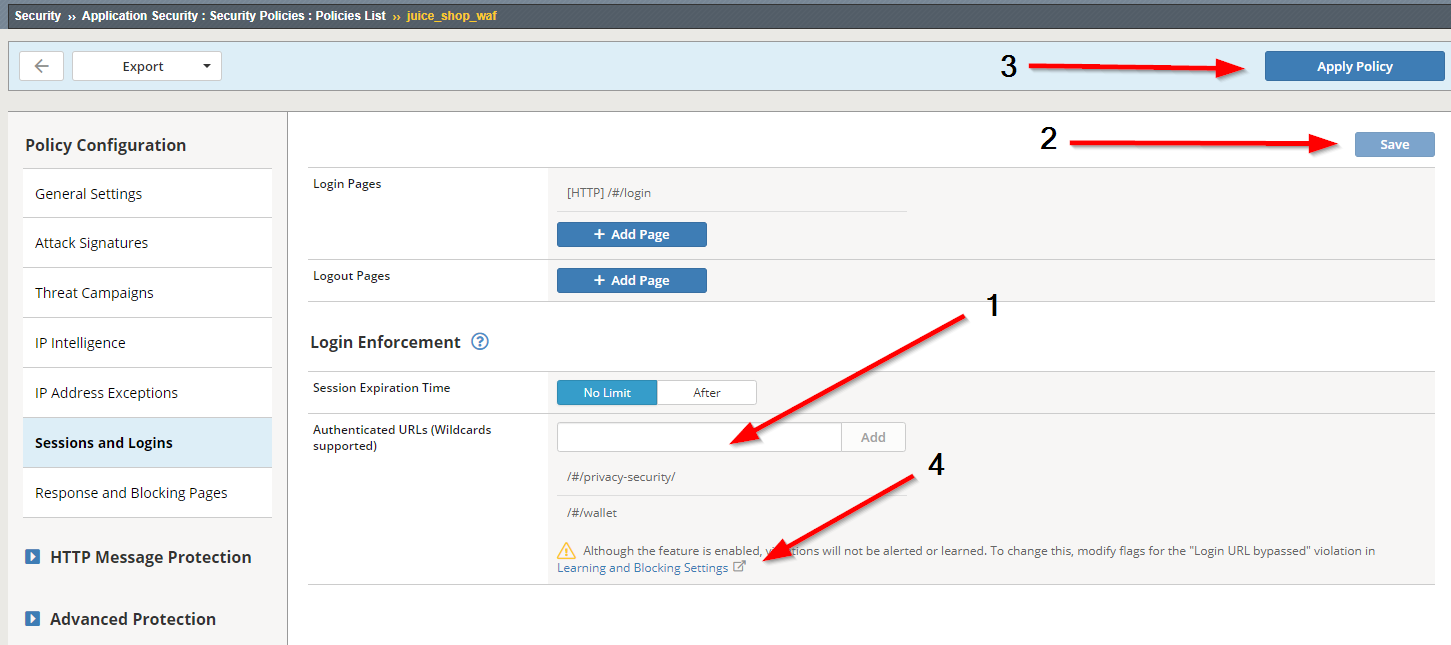 Security ›› Application Security : Security Policies : Policies List ›› juice_shop_waf
Export
3
Apply Policy
Policy Configuration
General Settings
Attack Signatures
Threat Campaigns
IP Intelligence
IP Address Exceptions
Sessions and Logins
Response and Blocking Pages
HTTP Message Protection
Advanced Protection
2
Save
Login Pages
[HTTP] /#/login
+ Add Page
Logout Pages
+ Add Page
1
Login Enforcement ?
Session Expiration Time
No Limit
After
Authenticated URLs (Wildcards
supported)
Add
/#/privacy-security/
4
/#/wallet
Although the feature is enabled, violations will not be alerted or learned. To change this, modify flags for the "Login URL bypassed" violation in
Learning and Blocking Settings